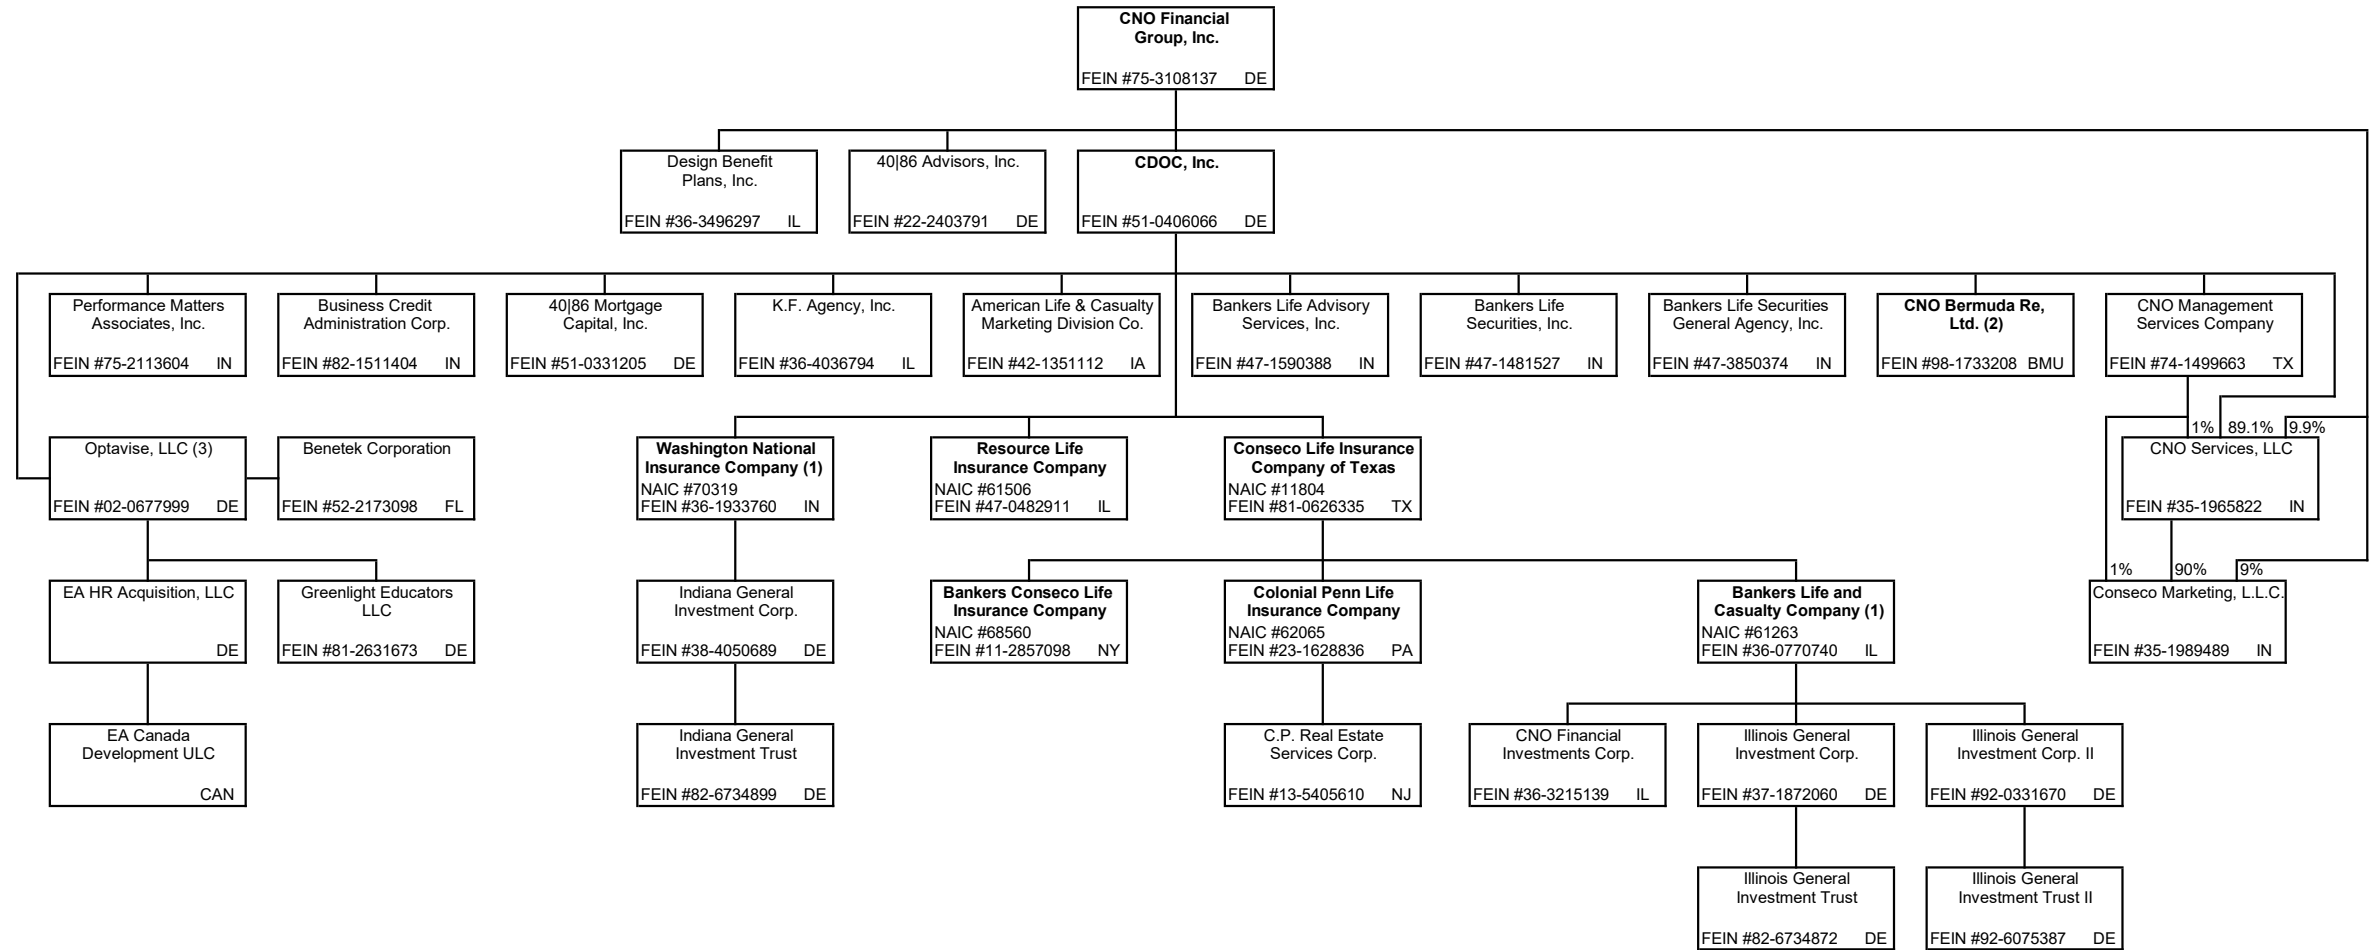 CNO Financial
Group, Inc.
FEIN #75-3108137 DE
Design Benefit
Plans, Inc.
FEIN #36-3496297 IL
40|86 Advisors, Inc.
FEIN #22-2403791 DE
CDOC, Inc.
FEIN #51-0406066 DE
Performance Matters
Associates, Inc.
FEIN #75-2113604 IN
Business Credit
Administration Corp.
FEIN #82-1511404 IN
40|86 Mortgage
Capital, Inc.
FEIN #51-0331205 DE
K.F. Agency, Inc.
FEIN #36-4036794 IL
American Life & Casualty
Marketing Division Co.
FEIN #42-1351112 IA
Bankers Life Advisory
Services, Inc.
FEIN #47-1590388 IN
Bankers Life
Securities, Inc.
FEIN #47-1481527 IN
Bankers Life Securities
General Agency, Inc.
FEIN #47-3850374 IN
CNO Bermuda Re,
Ltd. (2)
FEIN #98-1733208 BMU
CNO Management
Services Company
FEIN #74-1499663 TX
Optavise, LLC (3)
FEIN #02-0677999 DE
Benetek Corporation
FEIN #52-2173098 FL
Washington National
Insurance Company (1)
NAIC #70319
FEIN #36-1933760 IN
Resource Life
Insurance Company
NAIC #61506
FEIN #47-0482911 IL
Conseco Life Insurance
Company of Texas
NAIC #11804
FEIN #81-0626335 TX
1% 89.1% 9.9%
CNO Services, LLC
FEIN #35-1965822 IN
EA HR Acquisition, LLC
DE
Greenlight Educators
LLC
FEIN #81-2631673 DE
Indiana General
Investment Corp.
FEIN #38-4050689 DE
Bankers Conseco Life
Insurance Company
NAIC #68560
FEIN #11-2857098 NY
Colonial Penn Life
Insurance Company
NAIC #62065
FEIN #23-1628836 PA
Bankers Life and
Casualty Company (1)
NAIC #61263
FEIN #36-0770740 IL
1% 90% 9%
Conseco Marketing, L.L.C.
FEIN #35-1989489 IN
EA Canada
Development ULC
CAN
Indiana General
Investment Trust
FEIN #82-6734899 DE
C.P. Real Estate
Services Corp.
FEIN #13-5405610 NJ
CNO Financial
Investments Corp.
FEIN #36-3215139 IL
Illinois General
Investment Corp.
FEIN #37-1872060 DE
Illinois General
Investment Corp. II
FEIN #92-0331670 DE
Illinois General
Investment Trust
FEIN #82-6734872 DE
Illinois General
Investment Trust II
FEIN #92-6075387 DE